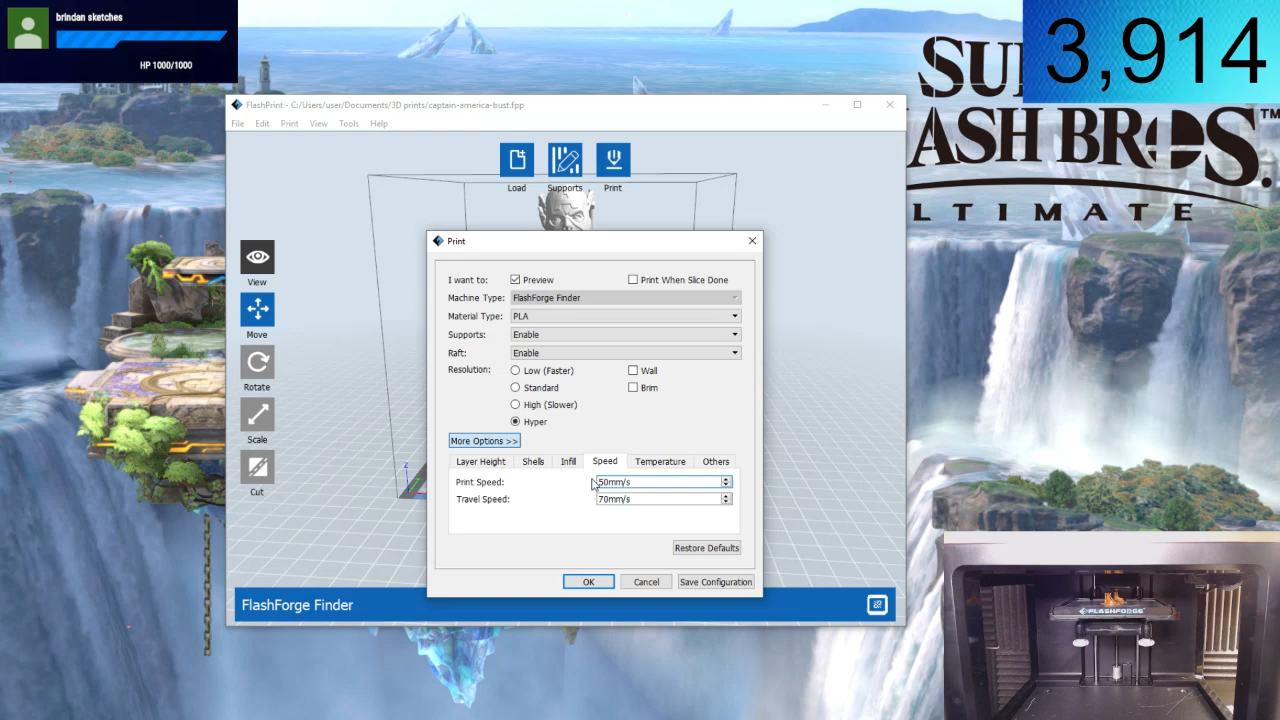 brindan sketches
HP 1000/1000
3,914
SU
ASH BROS.™
LTIMATE
FlashPrint - C:/Users/user/Documents/3D prints/captain-america-bust.fpp
File Edit Print View Tools Help
Load Supports Print
View
Move
Rotate
Scale
Cut
Z
Print
I want to: Preview Print When Slice Done
Machine Type: FlashForge Finder
Material Type: PLA
Supports: Enable
Raft: Enable
Resolution: Low (Faster) Wall
Standard Brim
High (Slower)
Hyper
More Options >>
Layer Height Shells Infill Speed Temperature Others
Print Speed: 50mm/s
Travel Speed: 70mm/s
Restore Defaults
OK Cancel Save Configuration
FlashForge Finder
FLASHFORGE